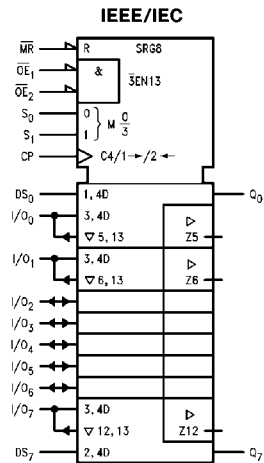 IEEE/IEC
MR R SRG8
OE1 &
3EN13
OE2
S0 0 M 0/3
S1 1
CP C4/1→/2←
DS0 1,4D Q0
I/O0 3,4D ▷
▽ 5,13 Z5
I/O1 3,4D ▷
▽ 6,13 Z6
I/O2
I/O3
I/O4
I/O5
I/O6
I/O7 3,4D ▷
▽ 12,13 Z12
DS7 2,4D Q7